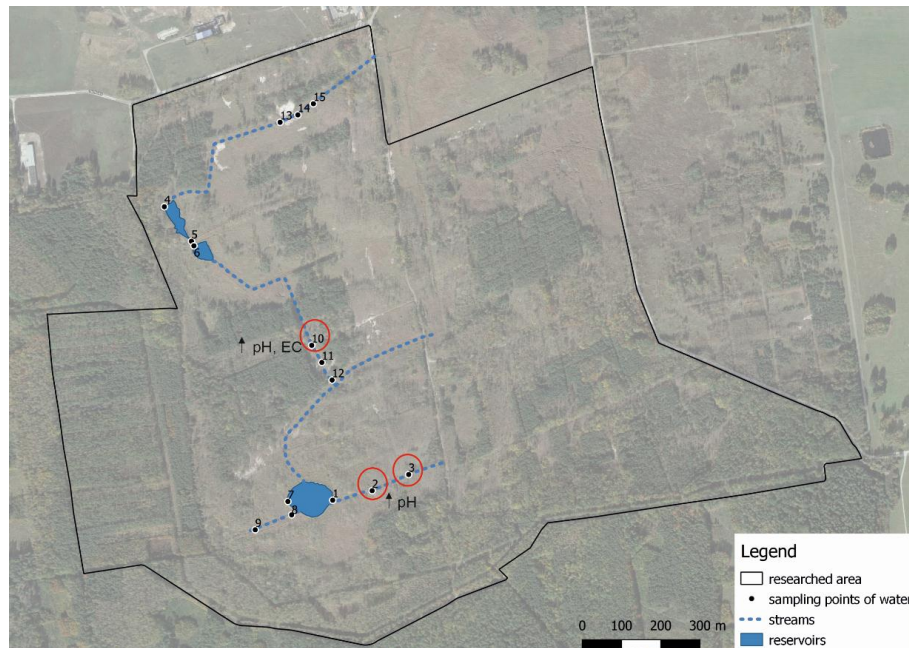 15
14
13
4
5
6
10
↑ pH, EC
11
12
3
2
↑ pH
1
7
8
9
Legend
researched area
sampling points of water
streams
reservoirs
0 100 200 300 m